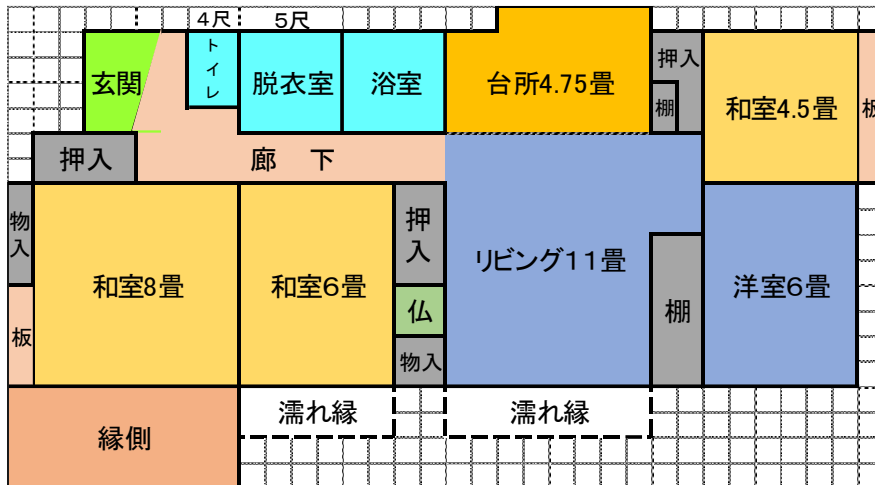 4尺 5尺
玄関
トイレ
脱衣室
浴室
台所4.75畳
押入
棚
和室4.5畳
板
押入
廊 下
物入
和室8畳
和室6畳
押入
リビング11畳
洋室6畳
板
仏
物入
棚
縁側
濡れ縁
濡れ縁